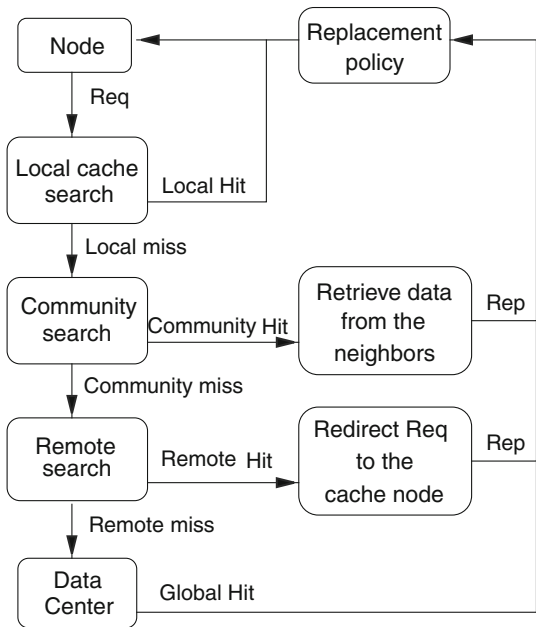 Node
Replacement
policy
Req
Local cache
search
Local Hit
Local miss
Community
search
Community Hit
Retrieve data
from the
neighbors
Rep
Community miss
Remote
search
Remote Hit
Redirect Req
to the
cache node
Rep
Remote miss
Data
Center
Global Hit